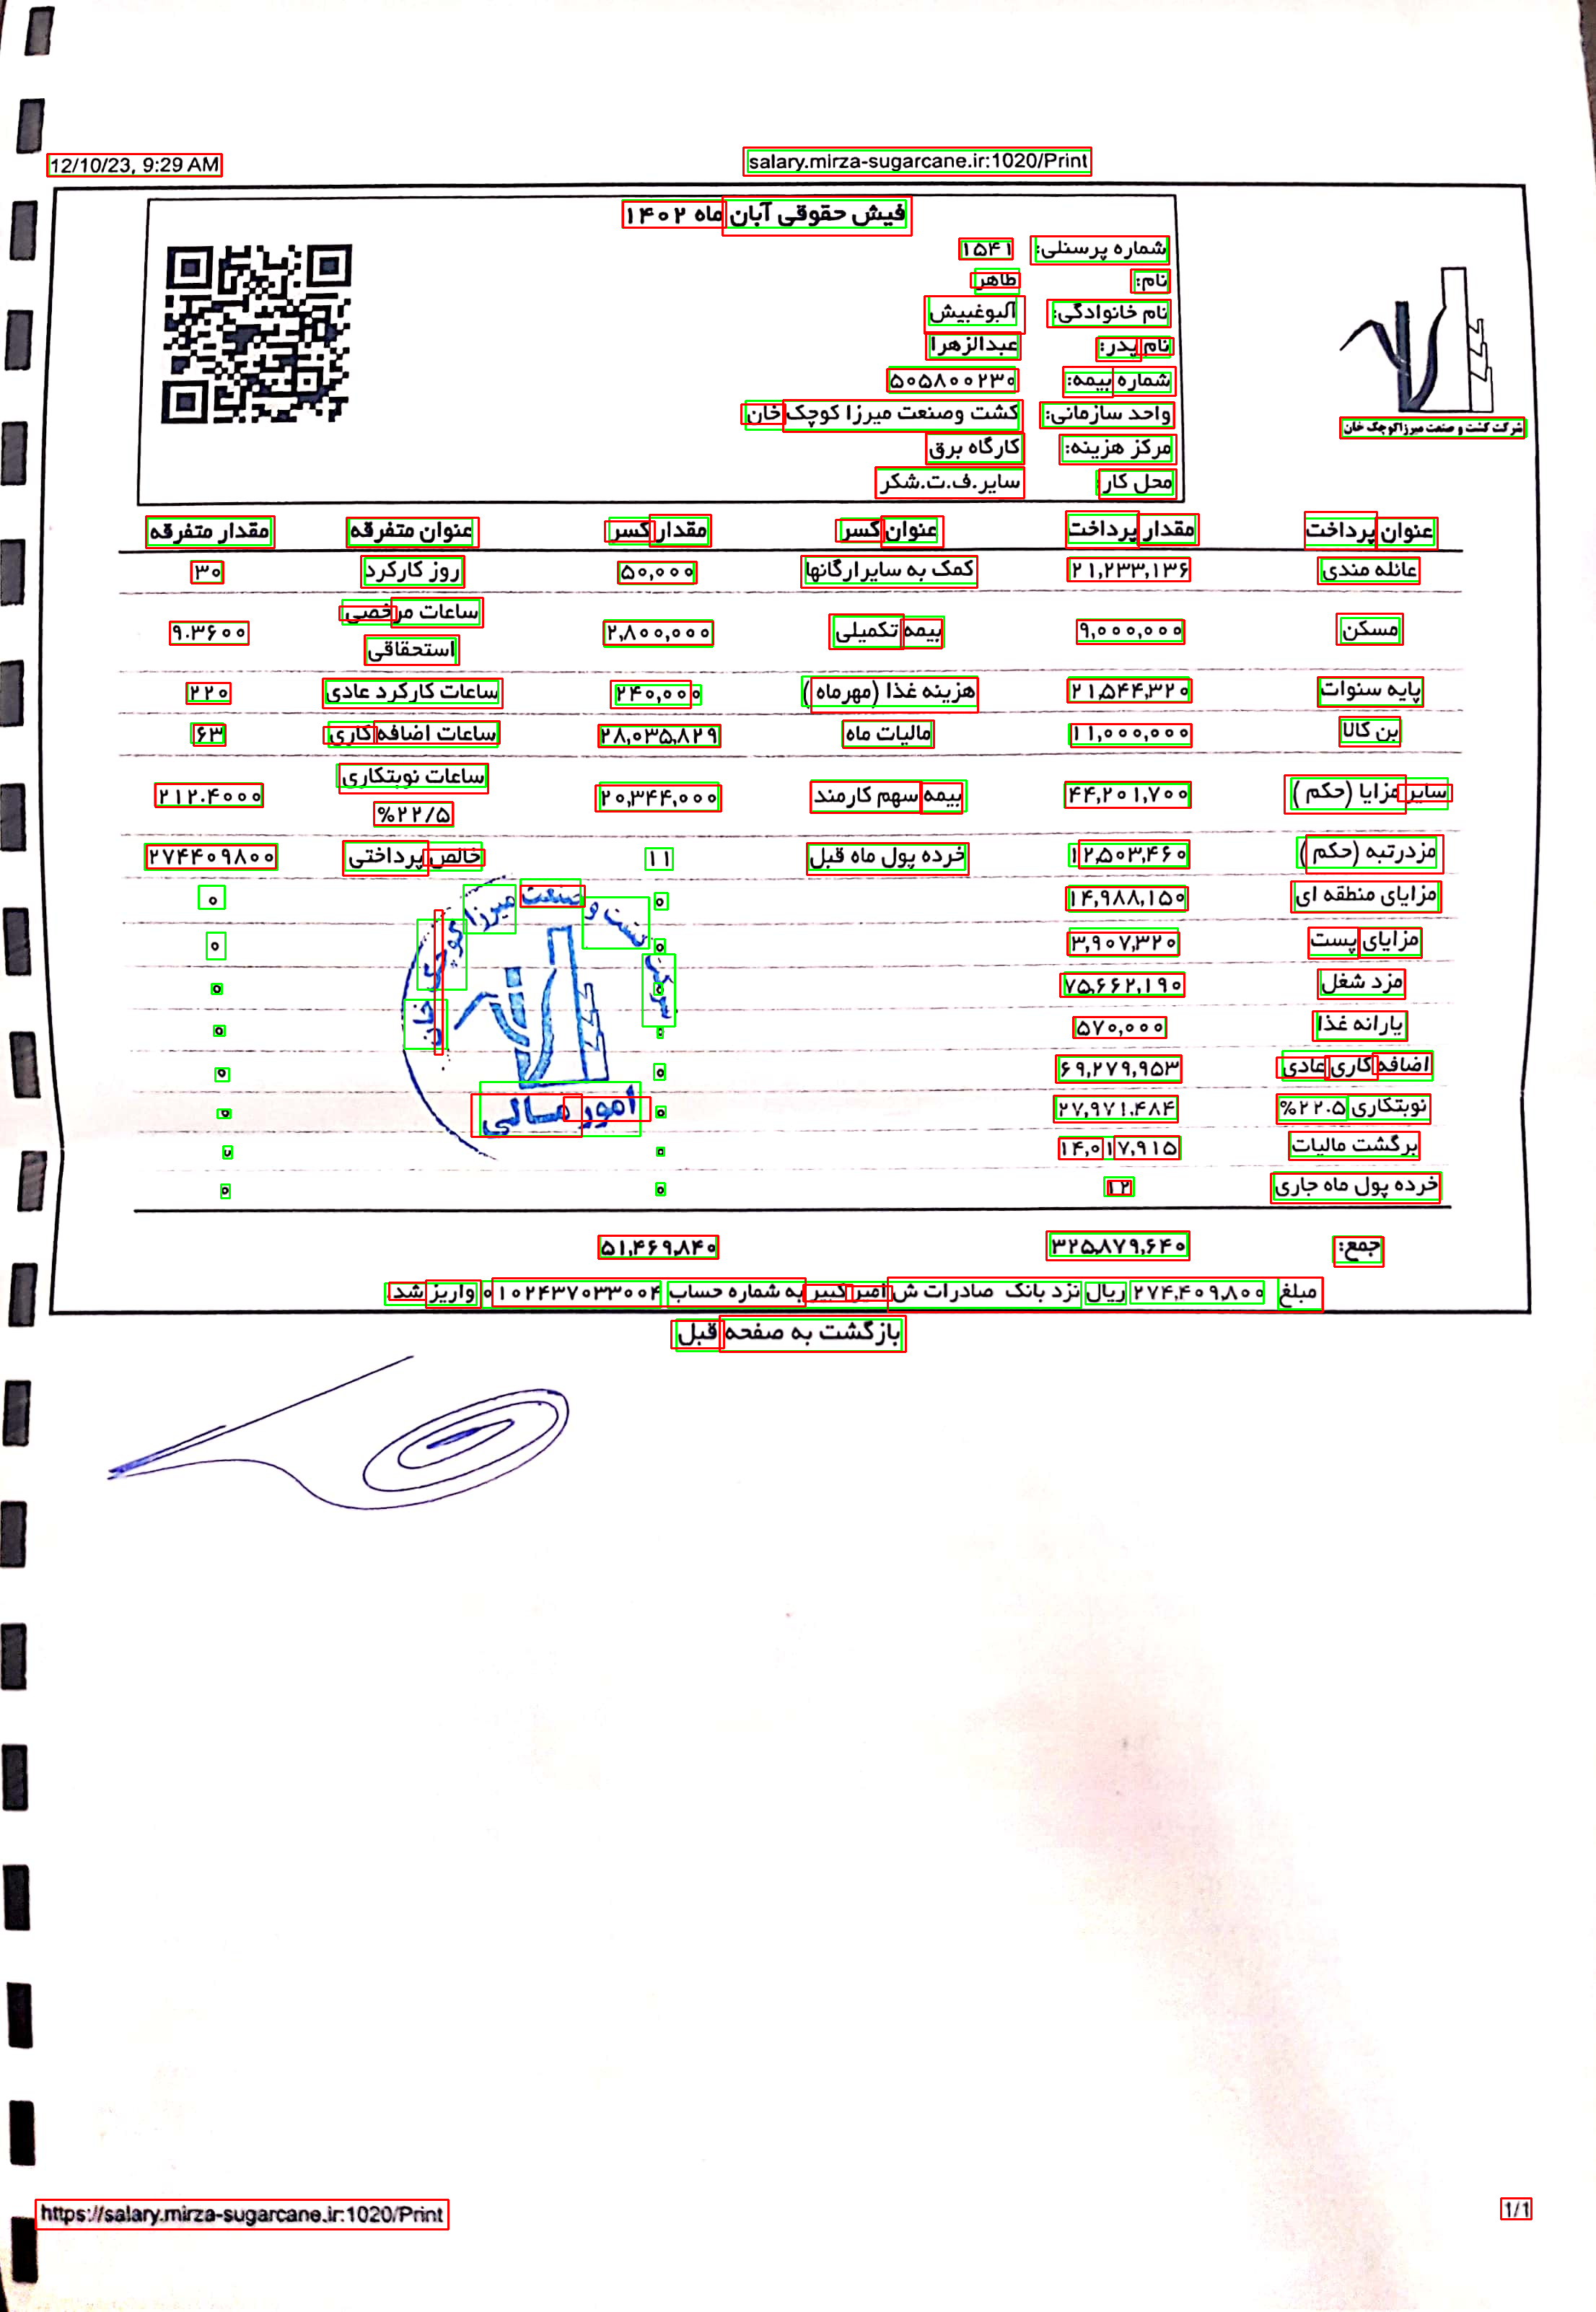 12/10/23, 9:29 AM salary.mirza-sugarcane.ir:1020/Print
فیش حقوقی آبان ماه ۱۴۰۲
شماره پرسنلی: ۱۵۴۱
نام: طاهر
نام خانوادگی: آلبوغبیش
نام پدر: عبدالزهرا
شماره بیمه: ۵۰۵۸۰۰۲۳۰
واحد سازمانی: کشت وصنعت میرزا کوچک خان
مرکز هزینه: کارگاه برق
محل کار: سایر.ف.ت.شکر
شرکت کشت و صنعت میرزاکوچک خان
عنوان پرداخت مقدار پرداخت عنوان کسر مقدار کسر عنوان متفرقه مقدار متفرقه
عائله مندی ۲۱,۲۳۳,۱۳۶ کمک به سایرارگانها ۵۰,۰۰۰ روز کارکرد ۳۰
مسکن ۹,۰۰۰,۰۰۰ بیمه تکمیلی ۲,۸۰۰,۰۰۰ ساعات مرخصی استحقاقی ۹.۳۶۰۰
پایه سنوات ۲۱,۵۴۴,۳۲۰ هزینه غذا (مهرماه) ۲۴۰,۰۰۰ ساعات کارکرد عادی ۲۲۰
بن کالا ۱۱,۰۰۰,۰۰۰ مالیات ماه ۲۸,۰۳۵,۸۲۹ ساعات اضافه کاری ۶۳
سایر مزایا (حکم) ۴۴,۲۰۱,۷۰۰ بیمه سهم کارمند ۲۰,۳۴۴,۰۰۰ ساعات نوبتکاری ۲۲/۵% ۲۱۲.۴۰۰۰
مزدرتبه (حکم) ۱۲,۵۰۳,۴۶۰ خرده پول ماه قبل ۱۱ خالص پرداختی ۲۷۴۴۰۹۸۰۰
مزایای منطقه ای ۱۴,۹۸۸,۱۵۰ ۰ ۰
مزایای پست ۳,۹۰۷,۳۲۰ ۰ ۰
مزد شغل ۷۵,۶۶۲,۱۹۰ ۰ ۰
یارانه غذا ۵۷۰,۰۰۰ ۰ ۰
اضافه کاری عادی ۶۹,۲۷۹,۹۵۳ ۰ ۰
نوبتکاری ۲۲.۵% ۲۷,۹۷۱,۴۸۴ ۰ ۰
برگشت مالیات ۱۴,۰۱۷,۹۱۵ ۰ ۰
خرده پول ماه جاری ۱۲ ۰ ۰
شرکت کشت و صنعت میرزا کوچک خان
امور مالی
جمع: ۳۲۵,۸۷۹,۶۴۰ ۵۱,۴۶۹,۸۴۰
مبلغ ۲۷۴,۴۰۹,۸۰۰ ریال نزد بانک صادرات ش امیر کبیر به شماره حساب ۰۱۰۲۴۳۷۰۳۳۰۰۴ واریز شد.
بازگشت به صفحه قبل
https://salary.mirza-sugarcane.ir:1020/Print 1/1